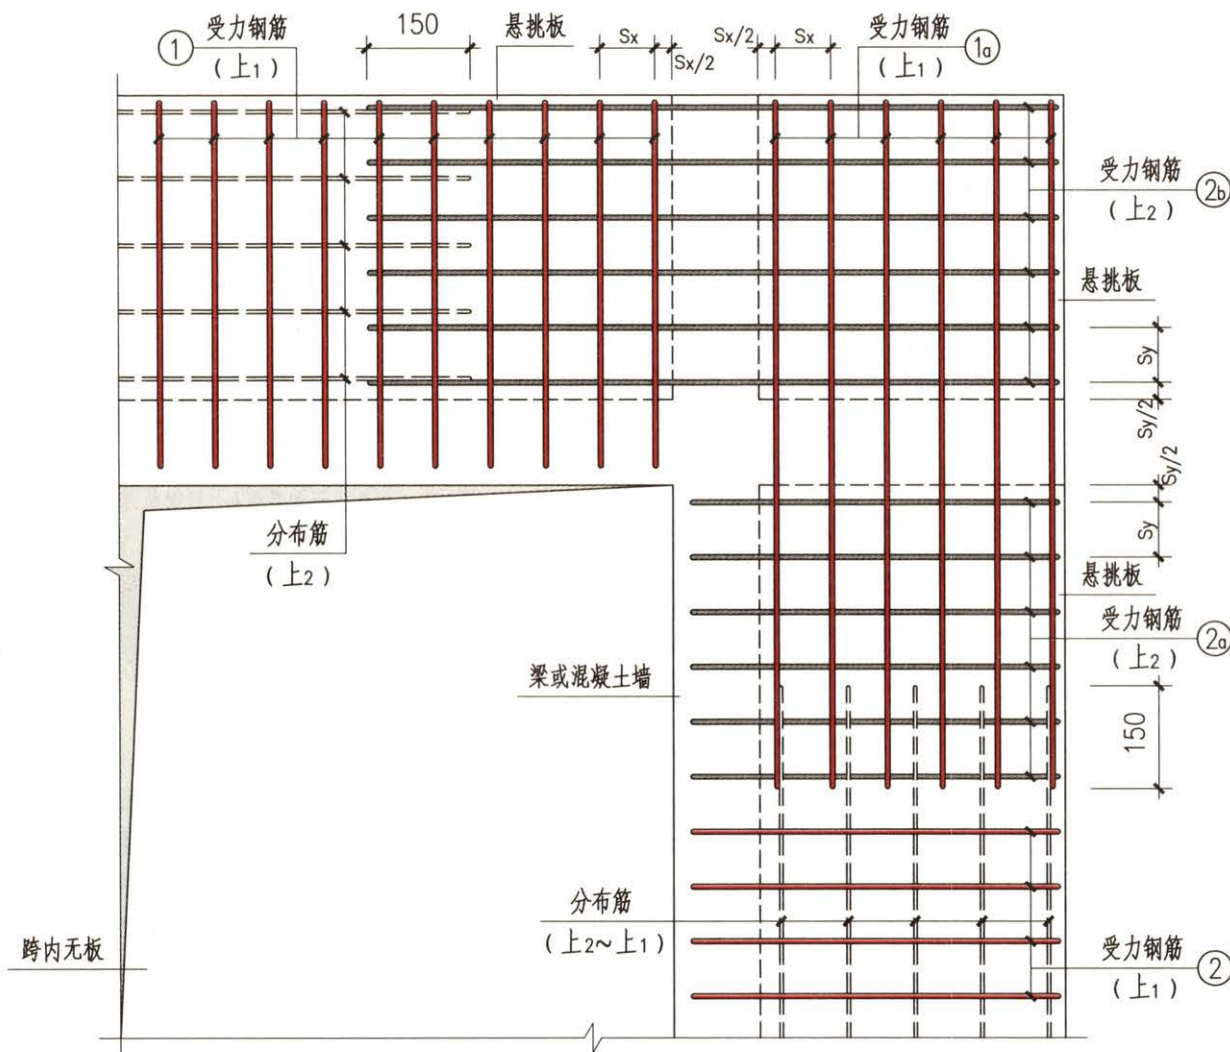 ①
受力钢筋
(上1)
150
悬挑板
Sx
Sx/2
Sx/2
Sx
受力钢筋
(上1)
1a
受力钢筋
(上2)
2b
悬挑板
Sy
Sy/2
Sy/2
Sy
分布筋
(上2)
悬挑板
受力钢筋
(上2)
2a
梁或混凝土墙
150
分布筋
(上2~上1)
跨内无板
受力钢筋
(上1)
②